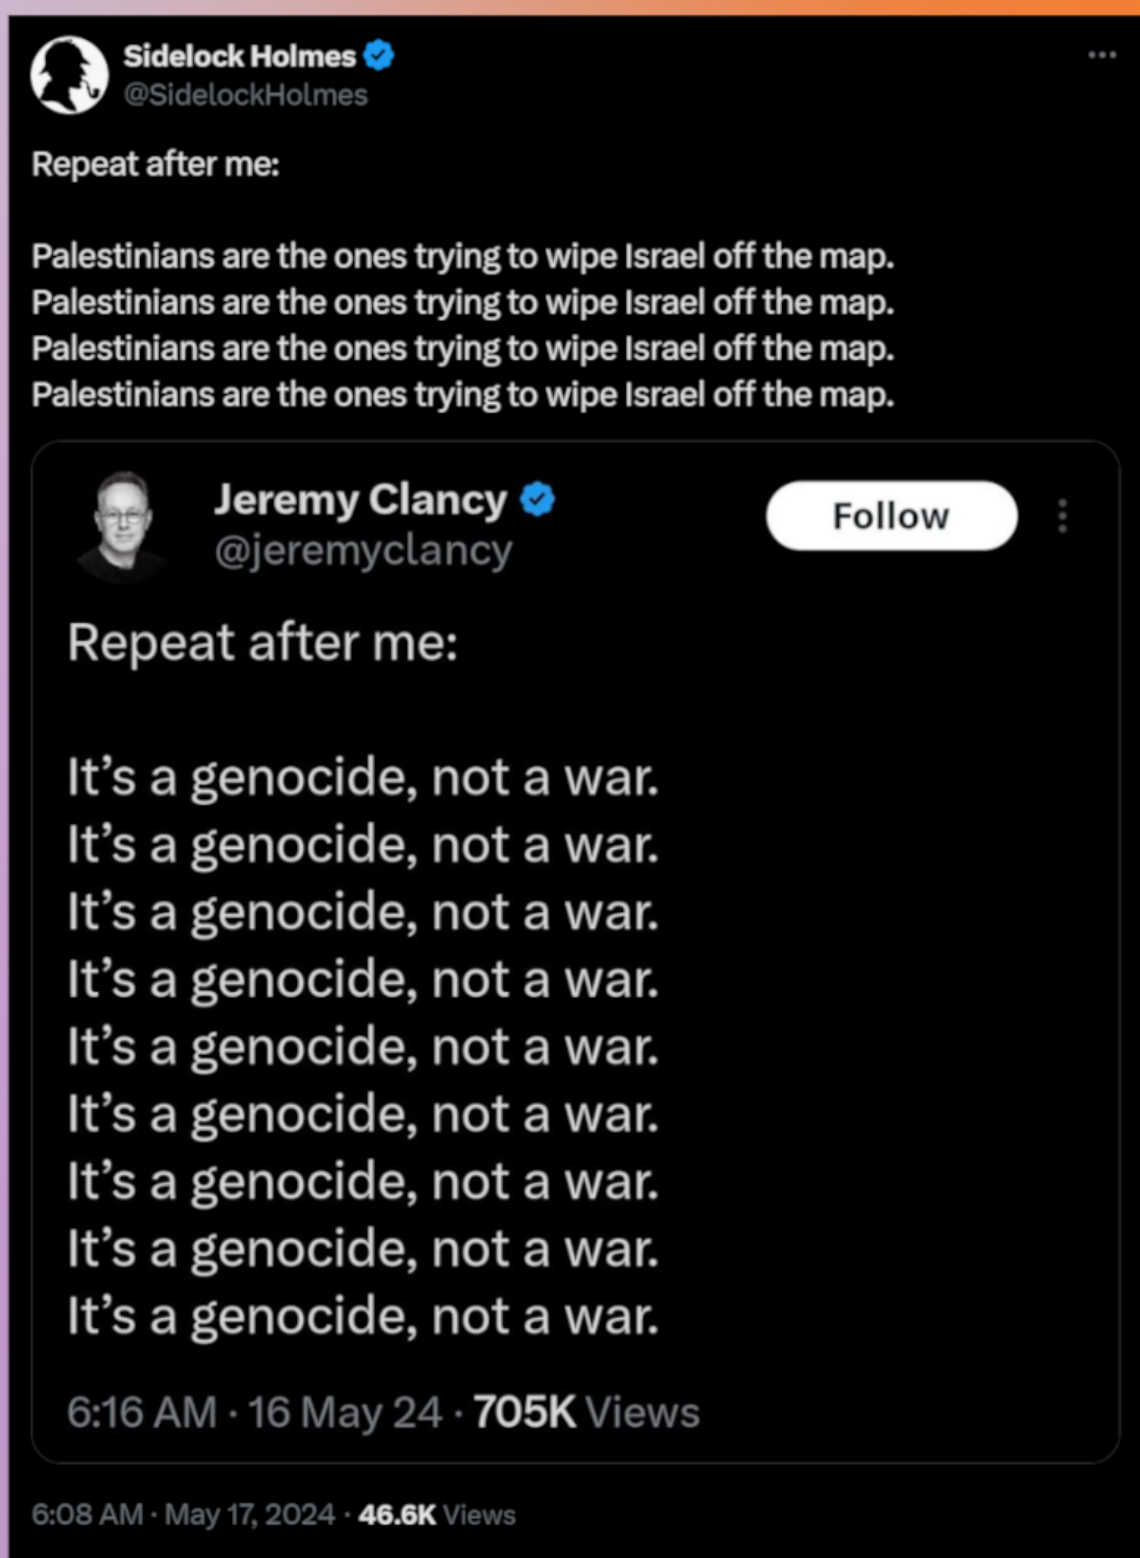 Sidelock Holmes
@SidelockHolmes
Repeat after me:
Palestinians are the ones trying to wipe Israel off the map.
Palestinians are the ones trying to wipe Israel off the map.
Palestinians are the ones trying to wipe Israel off the map.
Palestinians are the ones trying to wipe Israel off the map.
Jeremy Clancy
@jeremyclancy
Follow
Repeat after me:
It’s a genocide, not a war.
It’s a genocide, not a war.
It’s a genocide, not a war.
It’s a genocide, not a war.
It’s a genocide, not a war.
It’s a genocide, not a war.
It’s a genocide, not a war.
It’s a genocide, not a war.
It’s a genocide, not a war.
6:16 AM · 16 May 24 · 705K Views
6:08 AM · May 17, 2024 · 46.6K Views